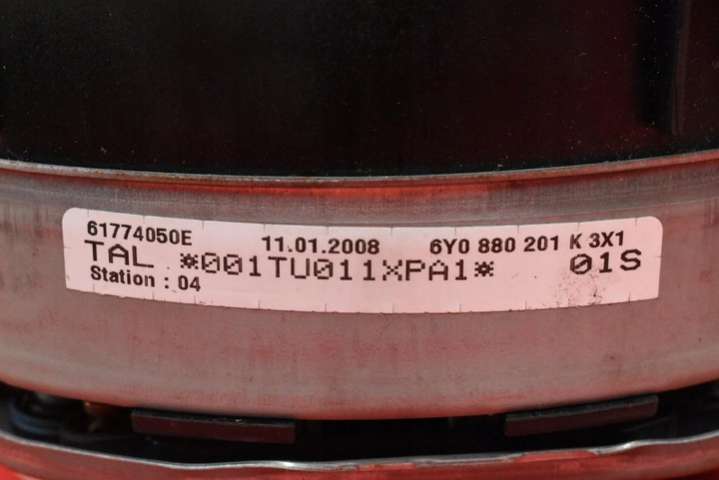 61774050E 11.01.2008 6Y0 880 201 K 3X1
TAL *001TU011XPA1* 01S
Station : 04